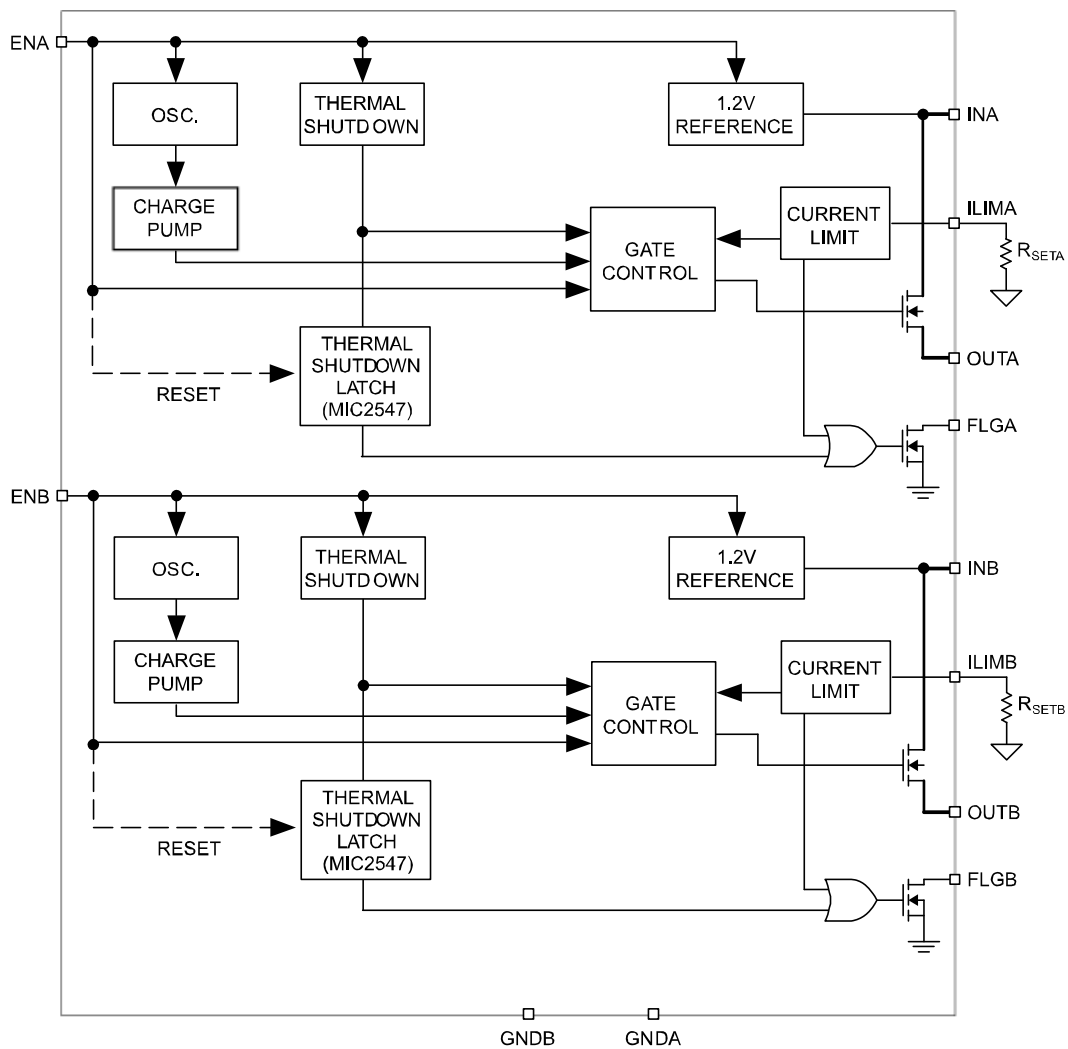 ENA
OSC.
THERMAL
SHUTDOWN
1.2V
REFERENCE
INA
CHARGE
PUMP
GATE
CONTROL
CURRENT
LIMIT
ILIMA
RSETA
THERMAL
SHUTDOWN
LATCH
(MIC2547)
RESET
OUTA
FLGA
ENB
OSC.
THERMAL
SHUTDOWN
1.2V
REFERENCE
INB
CHARGE
PUMP
GATE
CONTROL
CURRENT
LIMIT
ILIMB
RSETB
THERMAL
SHUTDOWN
LATCH
(MIC2547)
RESET
OUTB
FLGB
GNDB
GNDA